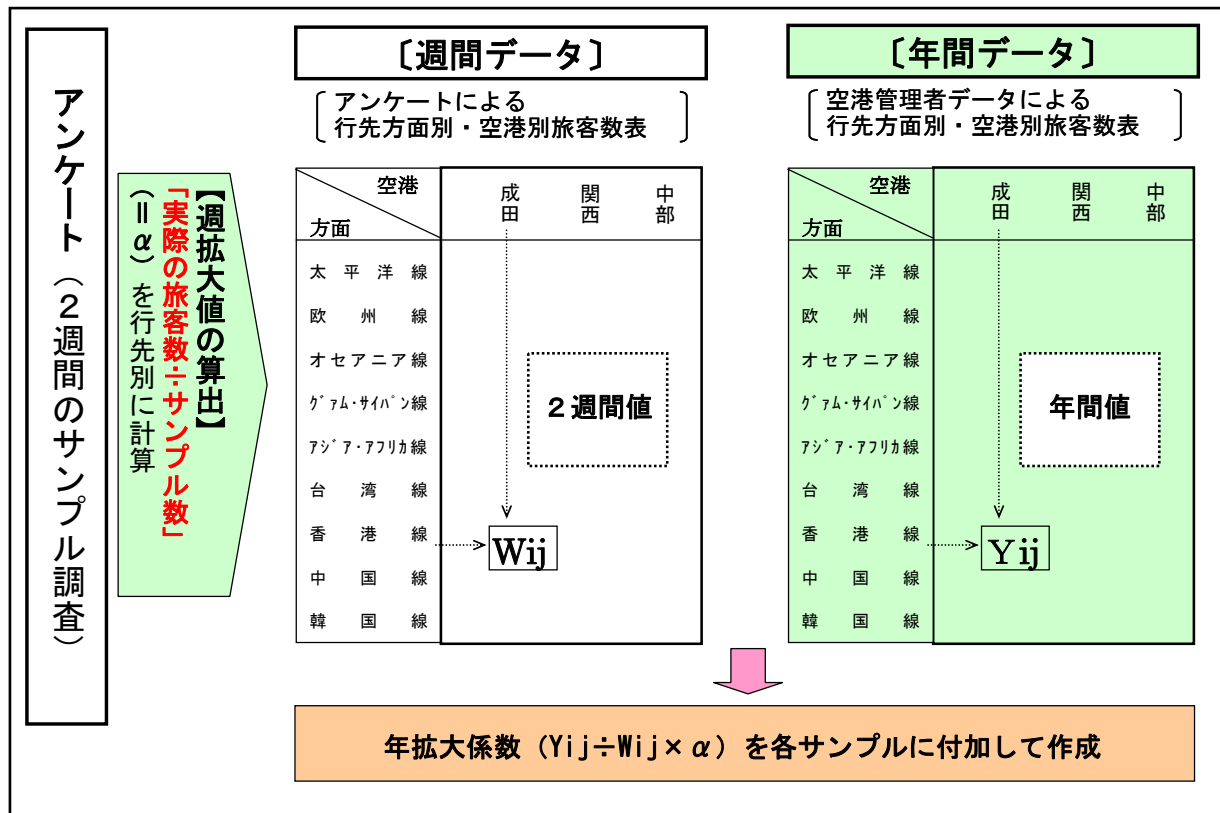 アンケート(2週間のサンプル調査)
【週拡大値の算出】
「実際の旅客数÷サンプル数」
(=α)を行先別に計算
〔週間データ〕
アンケートによる
行先方面別・空港別旅客数表
空港
方面
成田
関西
中部
太平洋線
欧州線
オセアニア線
グァム・サイパン線
アジア・アフリカ線
台湾線
香港線
中国線
韓国線
2週間値
Wij
〔年間データ〕
空港管理者データによる
行先方面別・空港別旅客数表
空港
方面
成田
関西
中部
太平洋線
欧州線
オセアニア線
グァム・サイパン線
アジア・アフリカ線
台湾線
香港線
中国線
韓国線
年間値
Yij
年拡大係数(Yij÷Wij×α)を各サンプルに付加して作成